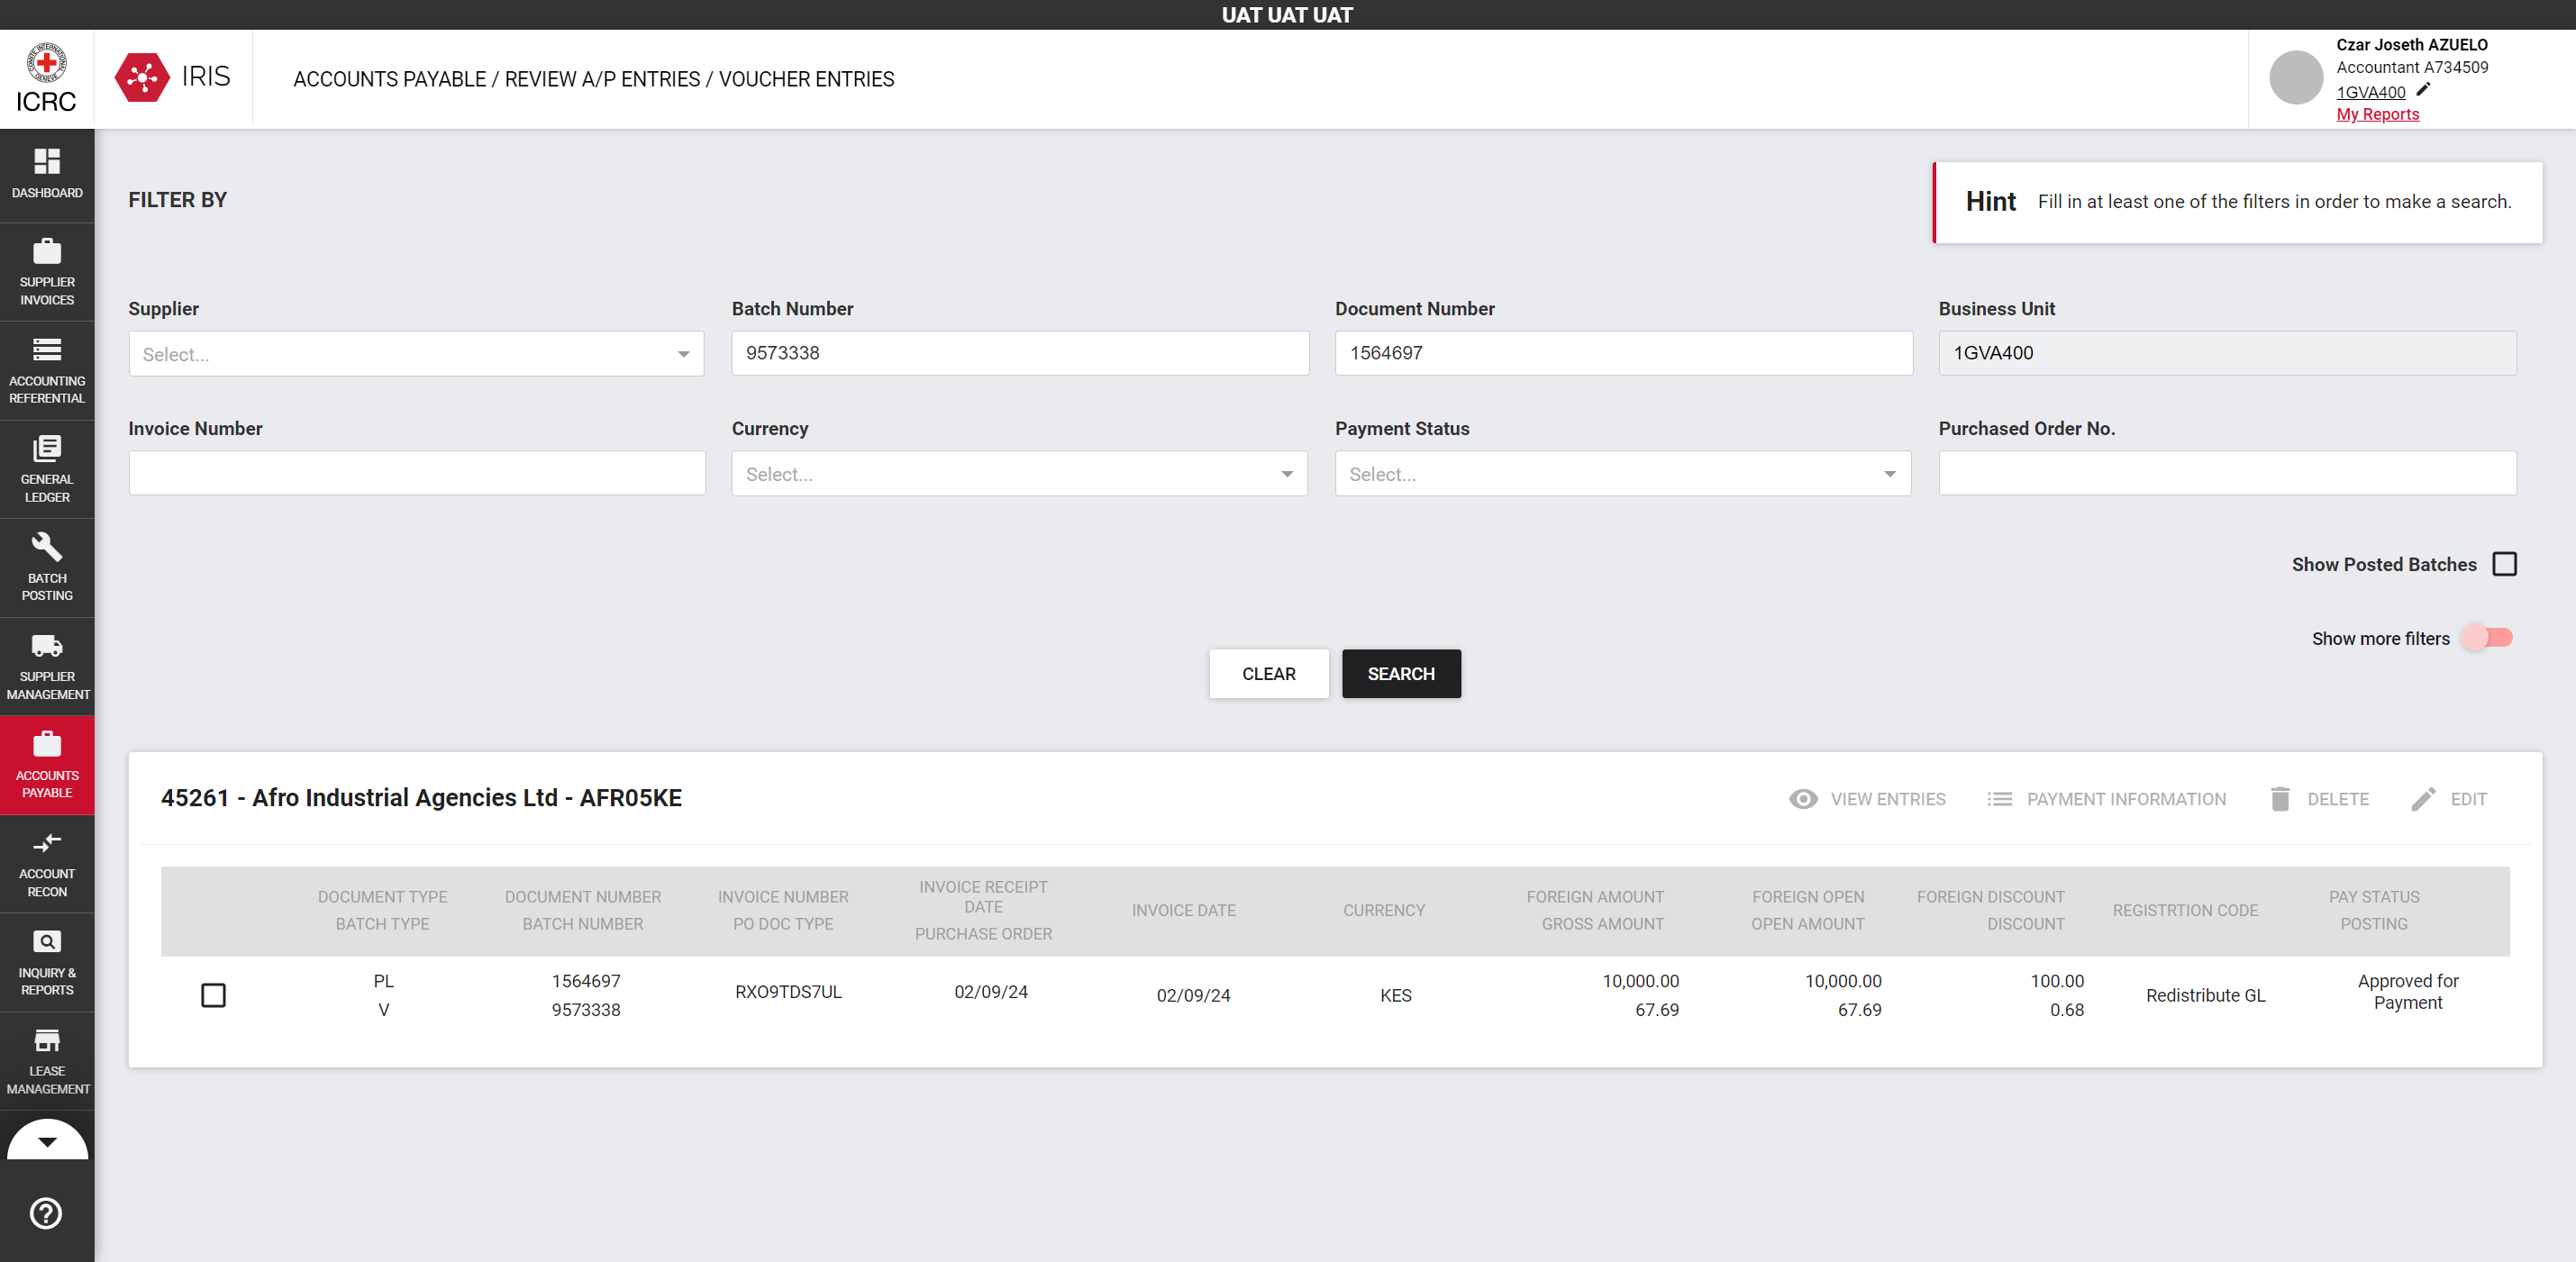 UAT UAT UAT
COMITE INTERNATIONAL GENEVE
ICRC
IRIS
ACCOUNTS PAYABLE / REVIEW A/P ENTRIES / VOUCHER ENTRIES
Czar Joseth AZUELO
Accountant A734509
1GVA400
My Reports
DASHBOARD
SUPPLIER
INVOICES
ACCOUNTING
REFERENTIAL
GENERAL
LEDGER
BATCH
POSTING
SUPPLIER
MANAGEMENT
ACCOUNTS
PAYABLE
ACCOUNT
RECON
INQUIRY &
REPORTS
LEASE
MANAGEMENT
FILTER BY
Hint Fill in at least one of the filters in order to make a search.
Supplier Batch Number Document Number Business Unit
Select... 9573338 1564697 1GVA400
Invoice Number Currency Payment Status Purchased Order No.
Select... Select...
Show Posted Batches
Show more filters
CLEAR SEARCH
45261 - Afro Industrial Agencies Ltd - AFR05KE
VIEW ENTRIES PAYMENT INFORMATION DELETE EDIT
DOCUMENT TYPE
BATCH TYPE
DOCUMENT NUMBER
BATCH NUMBER
INVOICE NUMBER
PO DOC TYPE
INVOICE RECEIPT
DATE
PURCHASE ORDER
INVOICE DATE
CURRENCY
FOREIGN AMOUNT
GROSS AMOUNT
FOREIGN OPEN
OPEN AMOUNT
FOREIGN DISCOUNT
DISCOUNT
REGISTRTION CODE
PAY STATUS
POSTING
PL
V
1564697
9573338
RXO9TDS7UL
02/09/24
02/09/24
KES
10,000.00
67.69
10,000.00
67.69
100.00
0.68
Redistribute GL
Approved for
Payment